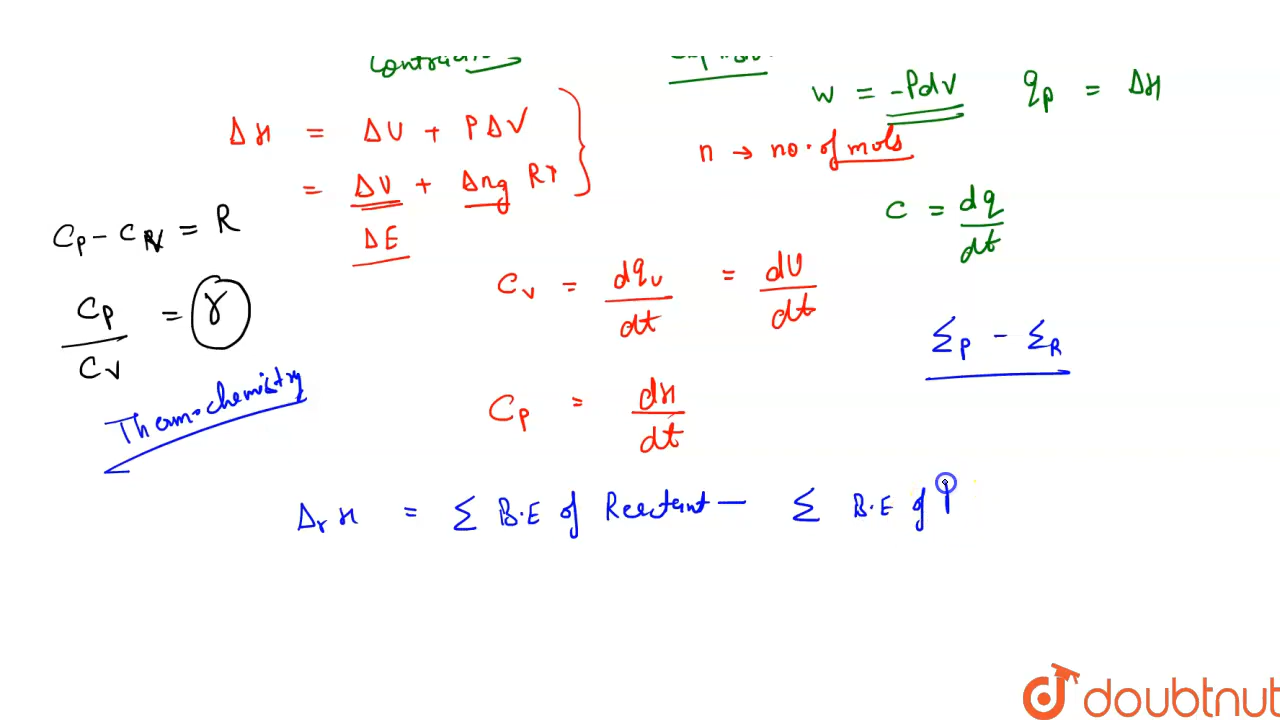 w = -PdV qp = ΔH
ΔH = ΔU + PΔV
n → no. of mols
= ΔU + Δng RT
ΔE
c = dq/dt
Cp - Cv = R
Cv = dqv/dt = dU/dt
Cp/Cv = γ
Σp - ΣR
Thermochemistry
Cp = dH/dt
ΔrH = Σ B.E of Reactant - Σ B.E of P
doubtnut